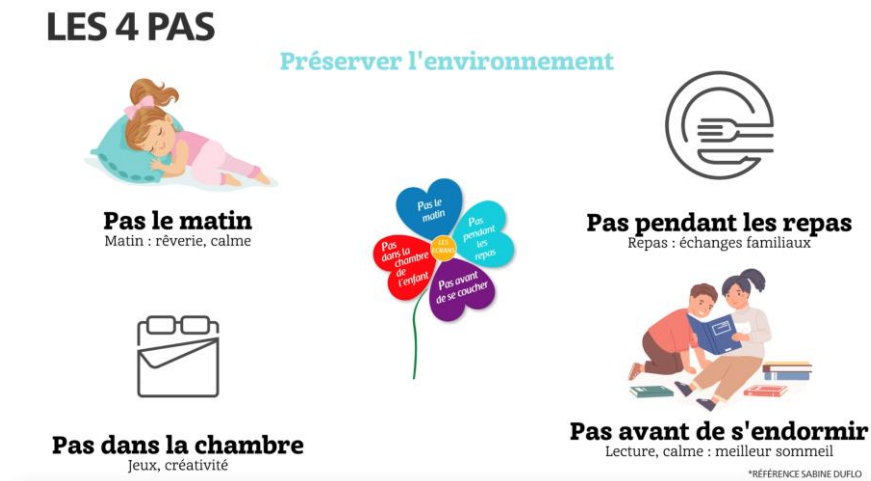 LES 4 PAS
Préserver l'environnement
Pas le matin
Matin : rêverie, calme
Pas pendant les repas
Repas : échanges familiaux
Pas le
matin
Pas
pendant
les
repas
Pas
dans la
chambre
de
l'enfant
LES
ÉCRANS
Pas avant
de se coucher
Pas dans la chambre
Jeux, créativité
Pas avant de s'endormir
Lecture, calme : meilleur sommeil
*RÉFÉRENCE SABINE DUFLO